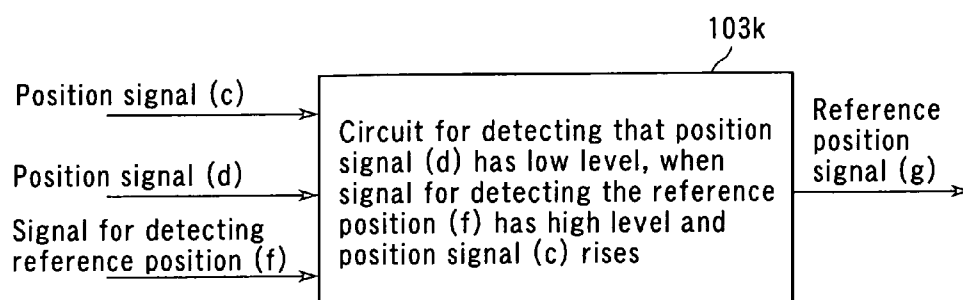 103k
Position signal (c)
Position signal (d)
Signal for detecting
reference position (f)
Circuit for detecting that position
signal (d) has low level, when
signal for detecting the reference
position (f) has high level and
position signal (c) rises
Reference
position
signal (g)